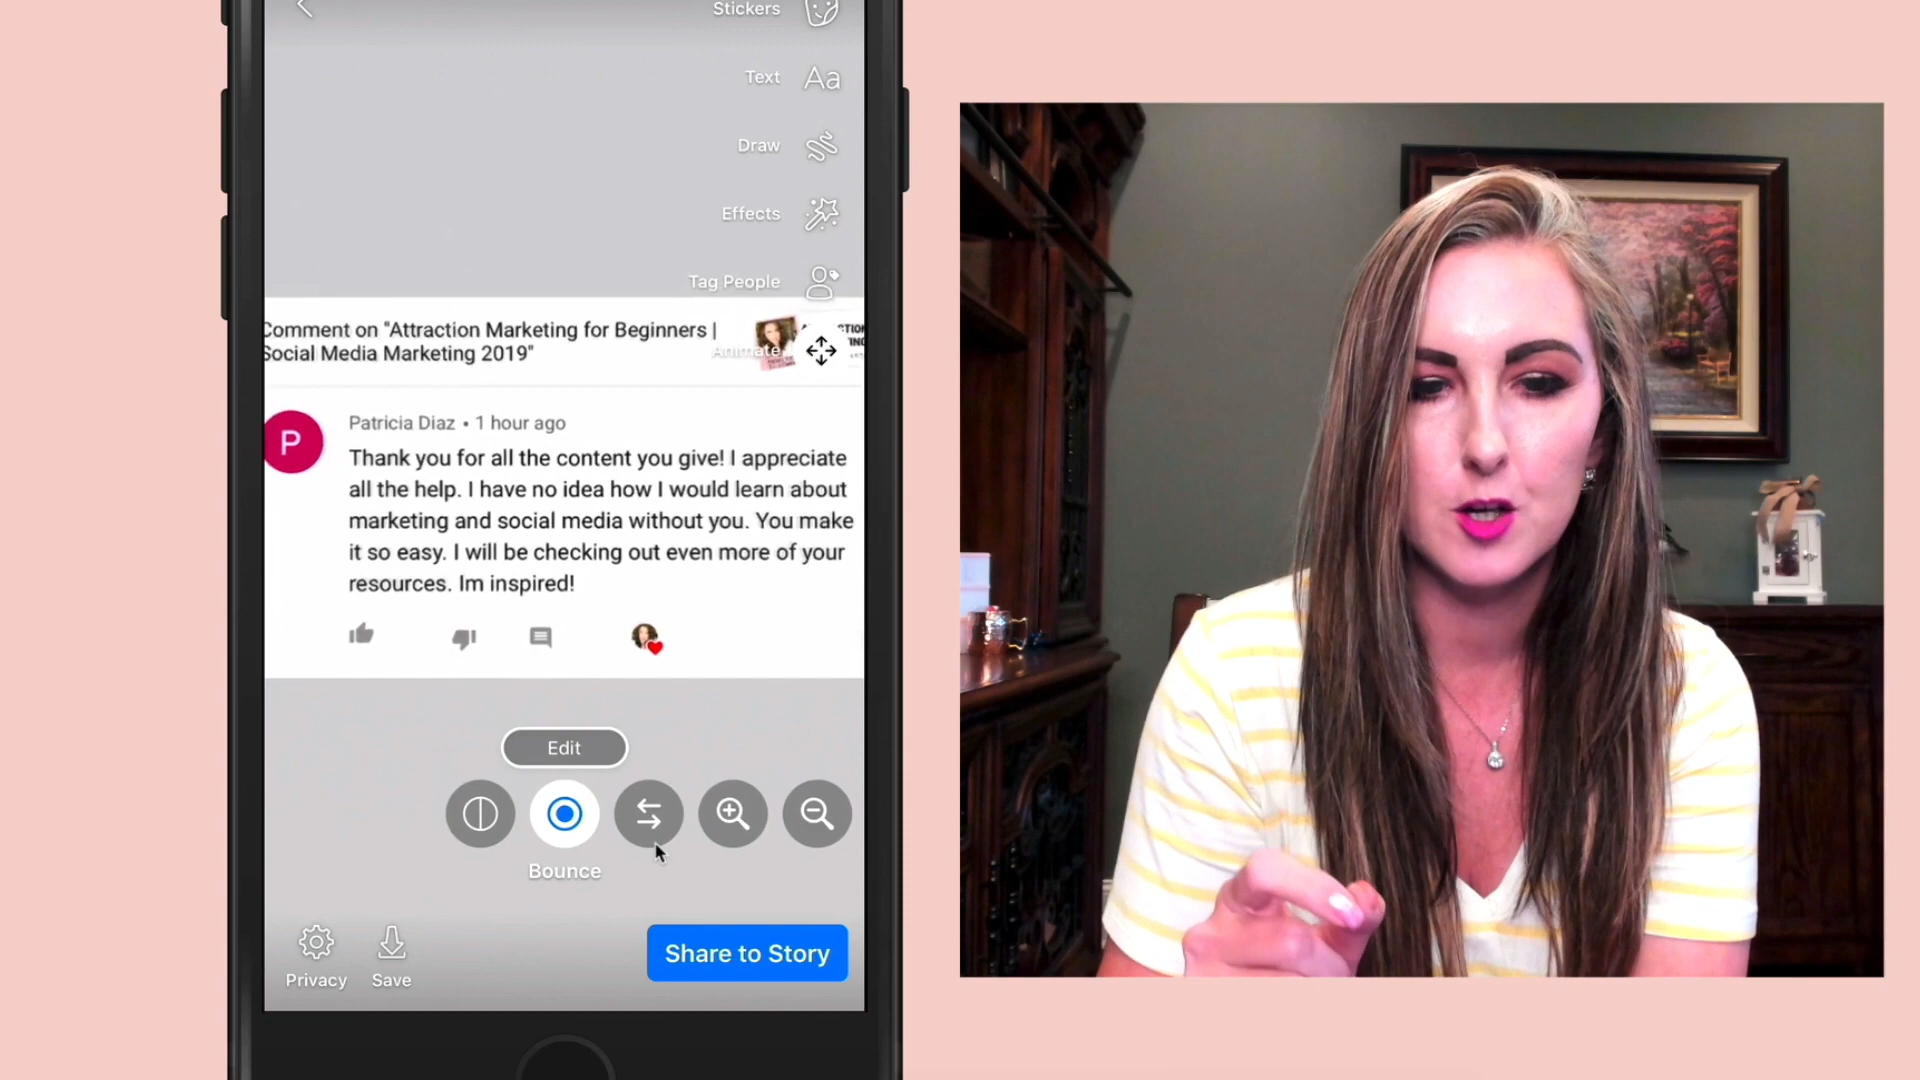 Stickers
Text
Aa
Draw
Effects
Tag People
Comment on "Attraction Marketing for Beginners |
Social Media Marketing 2019"
Animate
P
Patricia Diaz • 1 hour ago
Thank you for all the content you give! I appreciate
all the help. I have no idea how I would learn about
marketing and social media without you. You make
it so easy. I will be checking out even more of your
resources. Im inspired!
Edit
Bounce
Privacy
Save
Share to Story